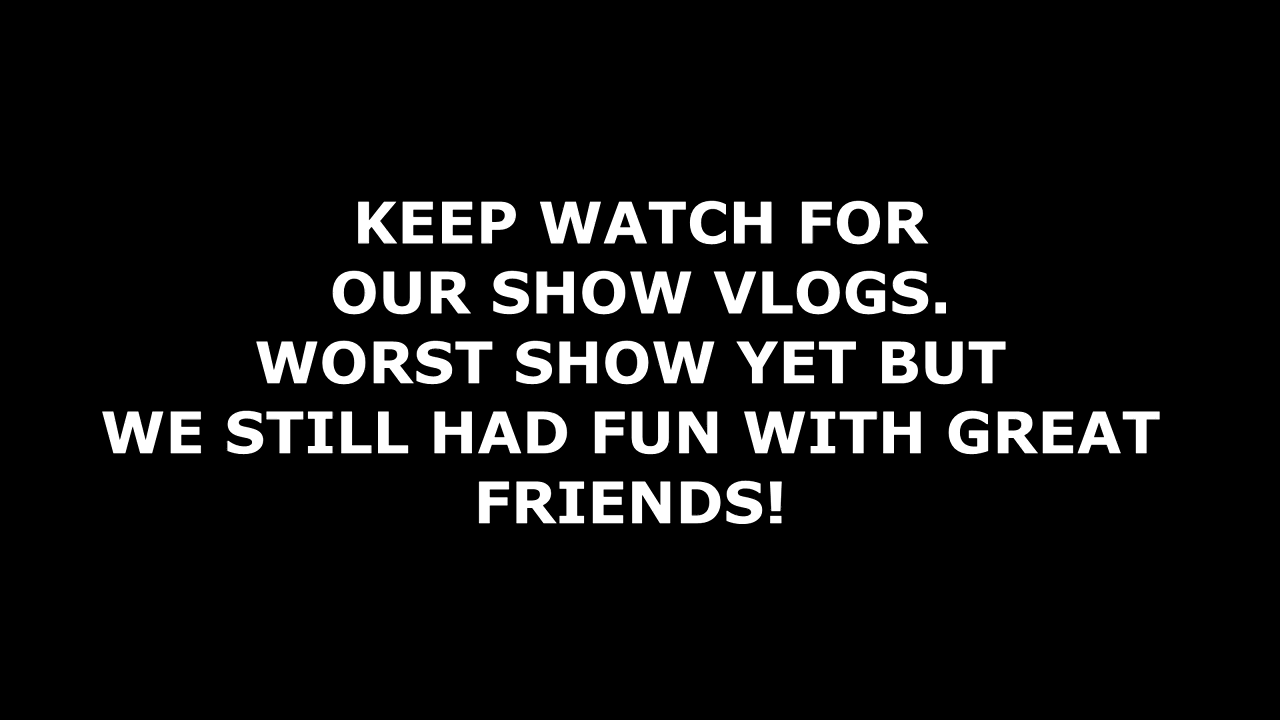 KEEP WATCH FOR
OUR SHOW VLOGS.
WORST SHOW YET BUT
WE STILL HAD FUN WITH GREAT
FRIENDS!